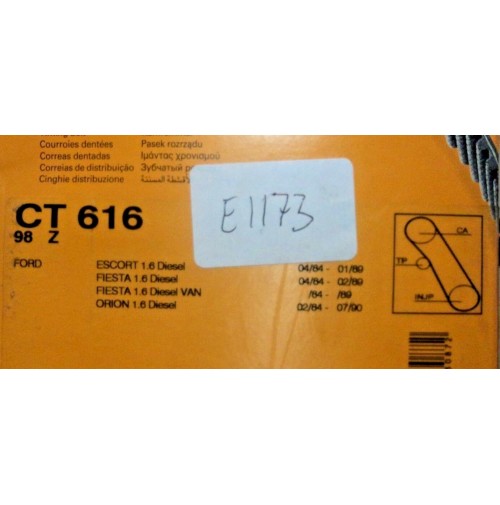 Courroies dentées Pasek rozrządu
Correas dentadas Ιμάντας χρονισμού
Correias de distribuição Зубчатый
Cinghie distribuzione
CT 616
98 Z
E1173
FORD ESCORT 1.6 Diesel 04/84 - 01/89
FIESTA 1.6 Diesel 04/84 - 02/89
FIESTA 1.6 Diesel VAN /84 - /89
ORION 1.6 Diesel 02/84 - 07/90
CA
TP
INJ/P